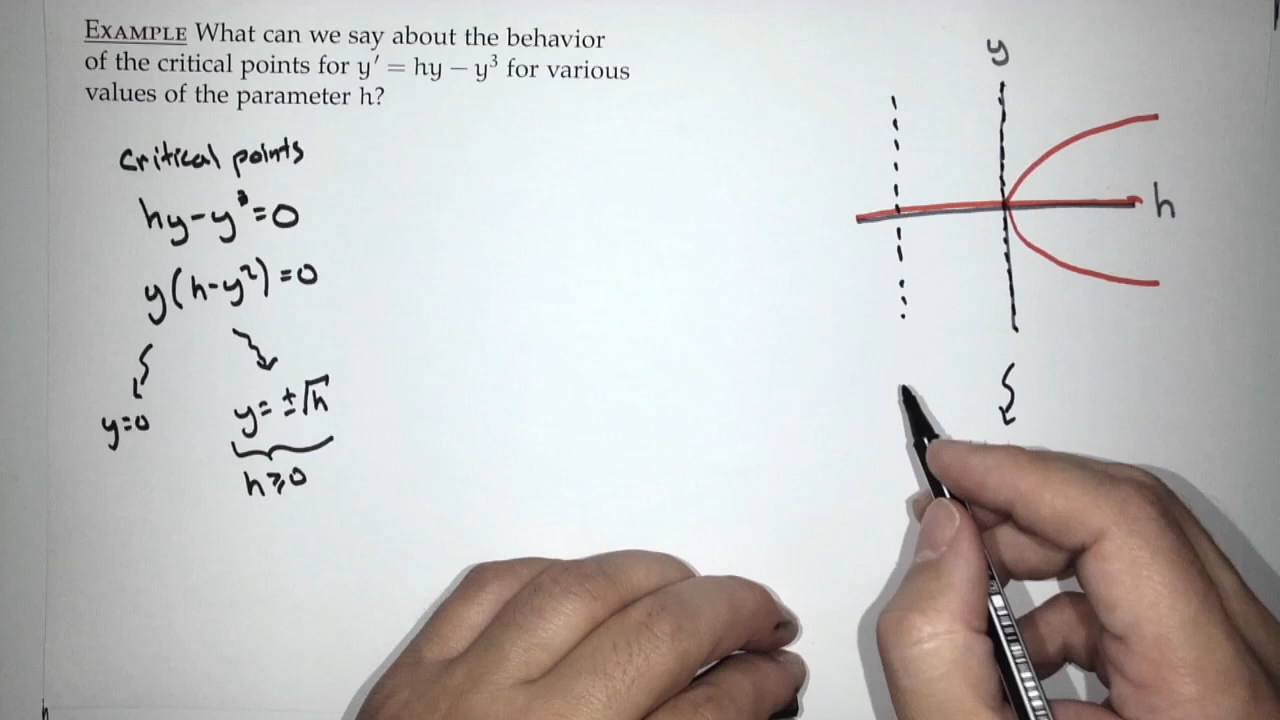 EXAMPLE What can we say about the behavior
of the critical points for y′ = hy − y³ for various
values of the parameter h?
critical points
hy-y³=0
y(h-y²)=0
y=0
y=±√h
h≥0
y
h